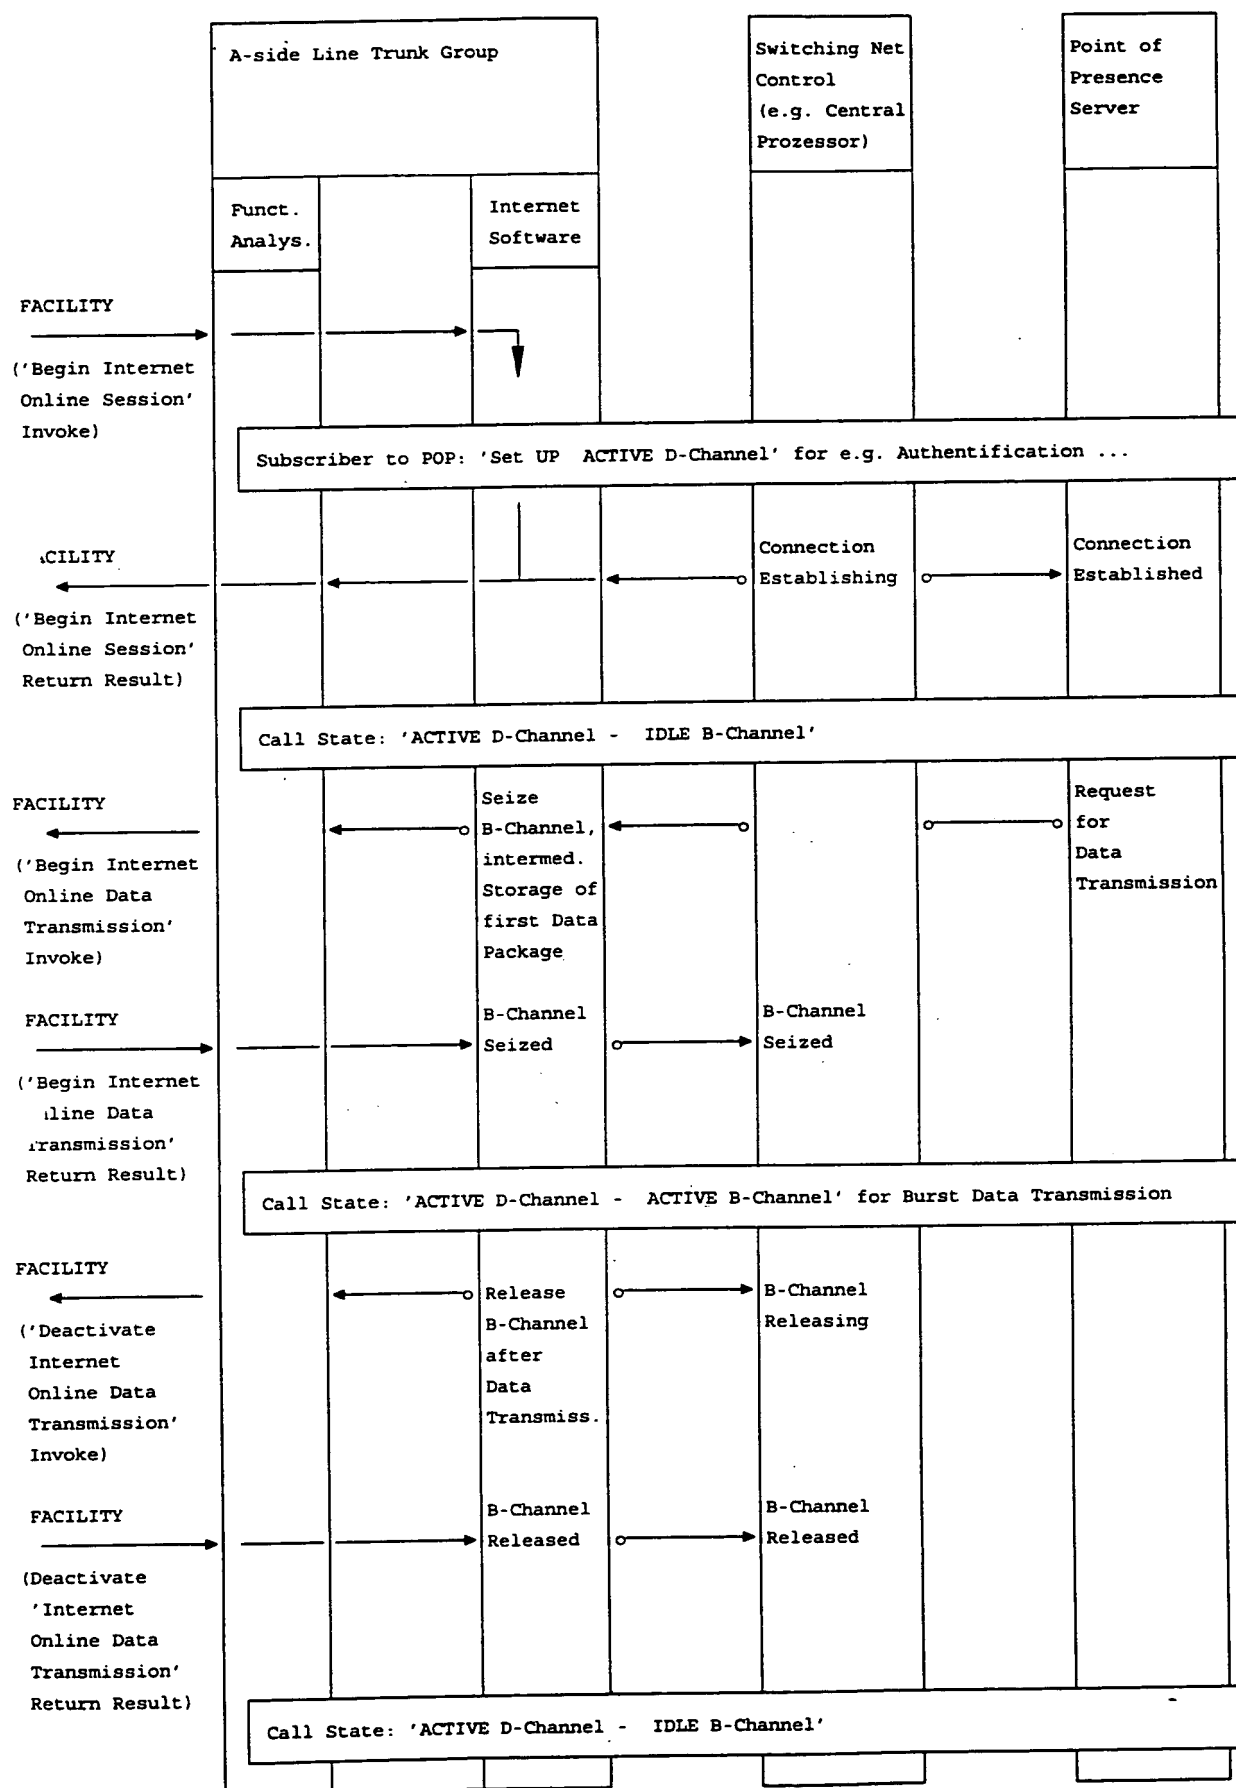 A-side Line Trunk Group
Switching Net
Control
(e.g. Central
Prozessor)
Point of
Presence
Server
Funct.
Analys.
Internet
Software
FACILITY
('Begin Internet
Online Session'
Invoke)
Subscriber to POP: 'Set UP ACTIVE D-Channel' for e.g. Authentification ...
Connection
Establishing
Connection
Established
ACILITY
('Begin Internet
Online Session'
Return Result)
Call State: 'ACTIVE D-Channel - IDLE B-Channel'
FACILITY
('Begin Internet
Online Data
Transmission'
Invoke)
Seize
B-Channel,
intermed.
Storage of
first Data
Package
Request
for
Data
Transmission
FACILITY
('Begin Internet
line Data
ransmission'
Return Result)
B-Channel
Seized
B-Channel
Seized
Call State: 'ACTIVE D-Channel - ACTIVE B-Channel' for Burst Data Transmission
FACILITY
('Deactivate
Internet
Online Data
Transmission'
Invoke)
Release
B-Channel
after
Data
Transmiss.
B-Channel
Releasing
FACILITY
(Deactivate
'Internet
Online Data
Transmission'
Return Result)
B-Channel
Released
B-Channel
Released
Call State: 'ACTIVE D-Channel - IDLE B-Channel'